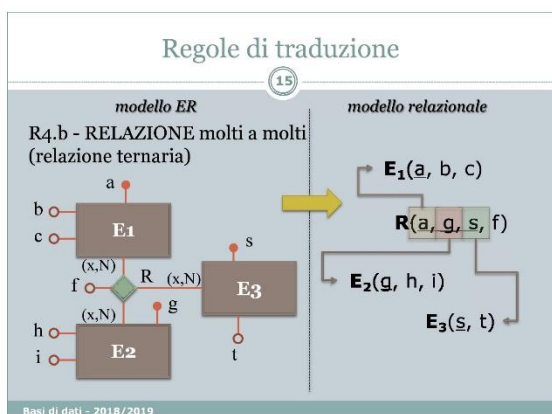 Regole di traduzione
15
modello ER
modello relazionale
R4.b - RELAZIONE molti a molti
(relazione ternaria)
a
b
c
E1
(x,N)
f
R
(x,N)
s
E3
t
(x,N)
g
h
i
E2
E1(a, b, c)
R(a, g, s, f)
E2(g, h, i)
E3(s, t)
Basi di dati - 2018/2019